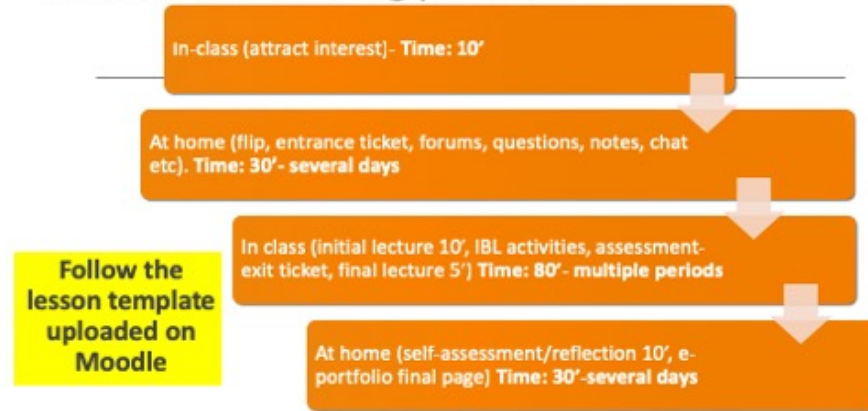 In-class (attract interest)- Time: 10’
At home (flip, entrance ticket, forums, questions, notes, chat
etc). Time: 30’- several days
In class (initial lecture 10’, IBL activities, assessment-
exit ticket, final lecture 5’) Time: 80’- multiple periods
Follow the
lesson template
uploaded on
Moodle
At home (self-assessment/reflection 10’, e-
portfolio final page) Time: 30’-several days